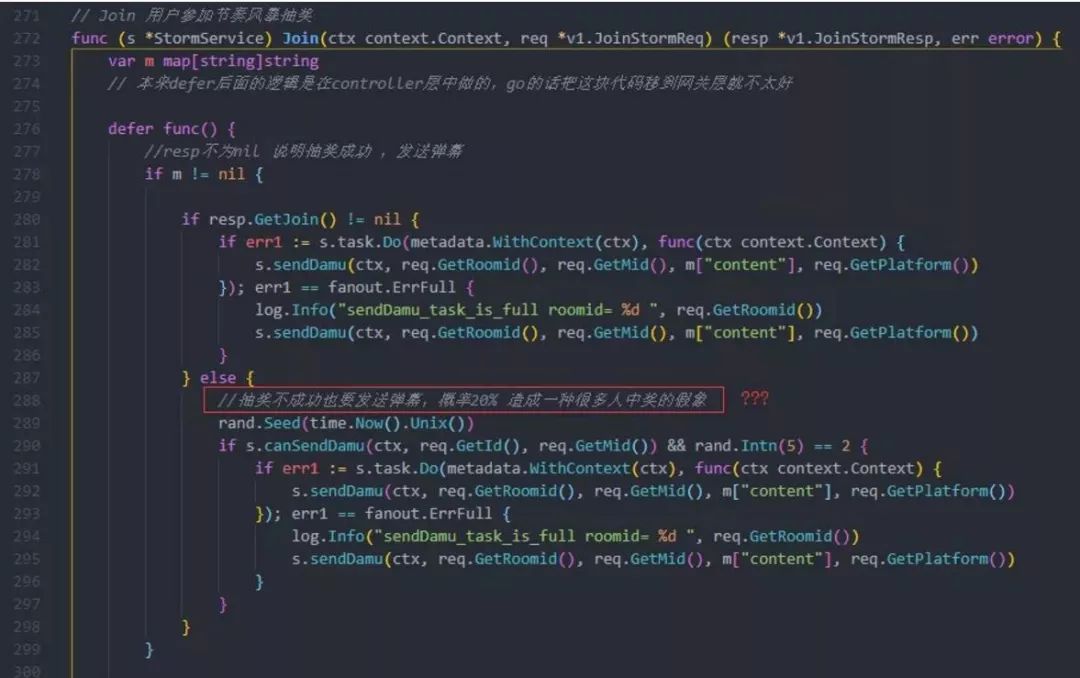 271 // Join 用户参加节奏风暴抽奖
272 func (s *StormService) Join(ctx context.Context, req *v1.JoinStormReq) (resp *v1.JoinStormResp, err error) {
273 var m map[string]string
274 // 本来defer后面的逻辑是在controller层中做的，go的话把这块代码移到网关层就不太好
275
276 defer func() {
277 //resp不为nil 说明抽奖成功 ，发送弹幕
278 if m != nil {
279
280 if resp.GetJoin() != nil {
281 if err1 := s.task.Do(metadata.WithContext(ctx), func(ctx context.Context) {
282 s.sendDamu(ctx, req.GetRoomid(), req.GetMid(), m["content"], req.GetPlatform())
283 }); err1 == fanout.ErrFull {
284 log.Info("sendDamu_task_is_full roomid= %d ", req.GetRoomid())
285 s.sendDamu(ctx, req.GetRoomid(), req.GetMid(), m["content"], req.GetPlatform())
286 }
287 } else {
288 //抽奖不成功也要发送弹幕，概率20% 造成一种很多人中奖的假象 ???
289 rand.Seed(time.Now().Unix())
290 if s.canSendDamu(ctx, req.GetId(), req.GetMid()) && rand.Intn(5) == 2 {
291 if err1 := s.task.Do(metadata.WithContext(ctx), func(ctx context.Context) {
292 s.sendDamu(ctx, req.GetRoomid(), req.GetMid(), m["content"], req.GetPlatform())
293 }); err1 == fanout.ErrFull {
294 log.Info("sendDamu_task_is_full roomid= %d ", req.GetRoomid())
295 s.sendDamu(ctx, req.GetRoomid(), req.GetMid(), m["content"], req.GetPlatform())
296 }
297 }
298 }
299 }
300